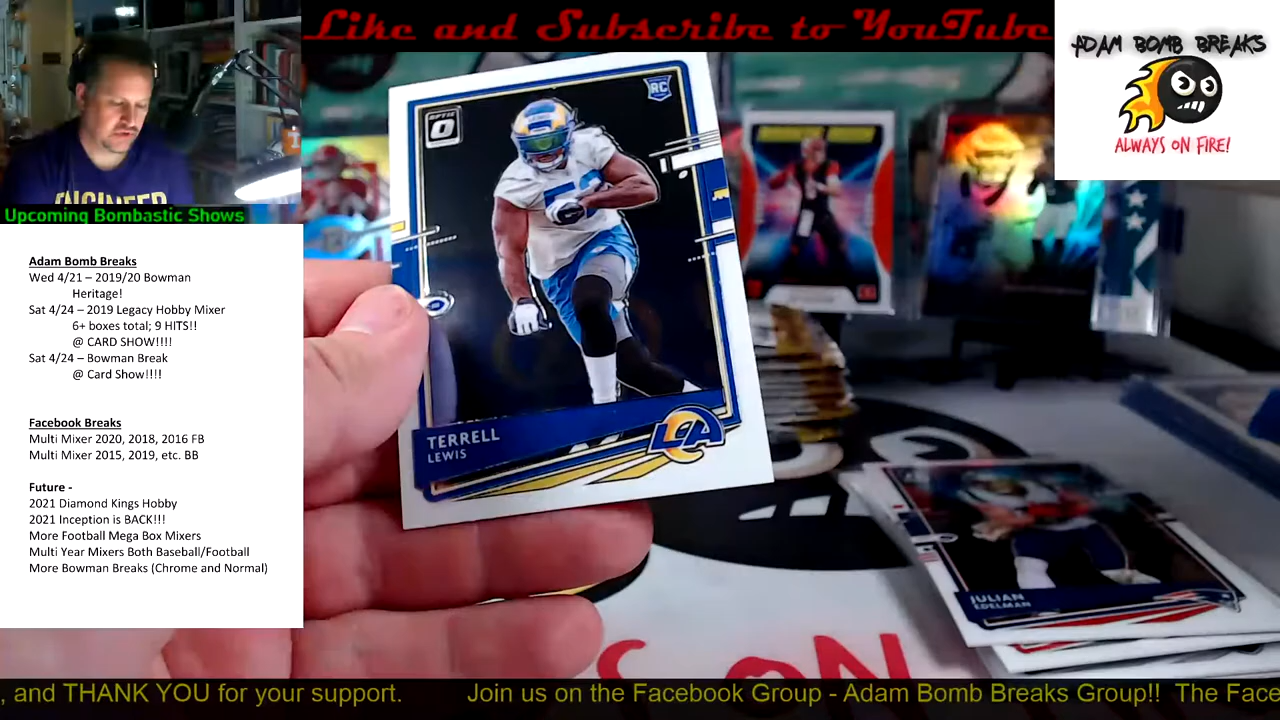 Like and Subscribe to YouTube
ADAM BOMB BREAKS
ALWAYS ON FIRE!
ENGINEER
Upcoming Bombastic Shows
Adam Bomb Breaks
Wed 4/21 – 2019/20 Bowman
Heritage!
Sat 4/24 – 2019 Legacy Hobby Mixer
6+ boxes total; 9 HITS!!
@ CARD SHOW!!!!
Sat 4/24 – Bowman Break
@ Card Show!!!!
Facebook Breaks
Multi Mixer 2020, 2018, 2016 FB
Multi Mixer 2015, 2019, etc. BB
Future -
2021 Diamond Kings Hobby
2021 Inception is BACK!!!
More Football Mega Box Mixers
Multi Year Mixers Both Baseball/Football
More Bowman Breaks (Chrome and Normal)
OPTIC
RC
TERRELL
LEWIS
LA
JULIAN
EDELMAN
S ON
, and THANK YOU for your support. Join us on the Facebook Group - Adam Bomb Breaks Group!! The Face